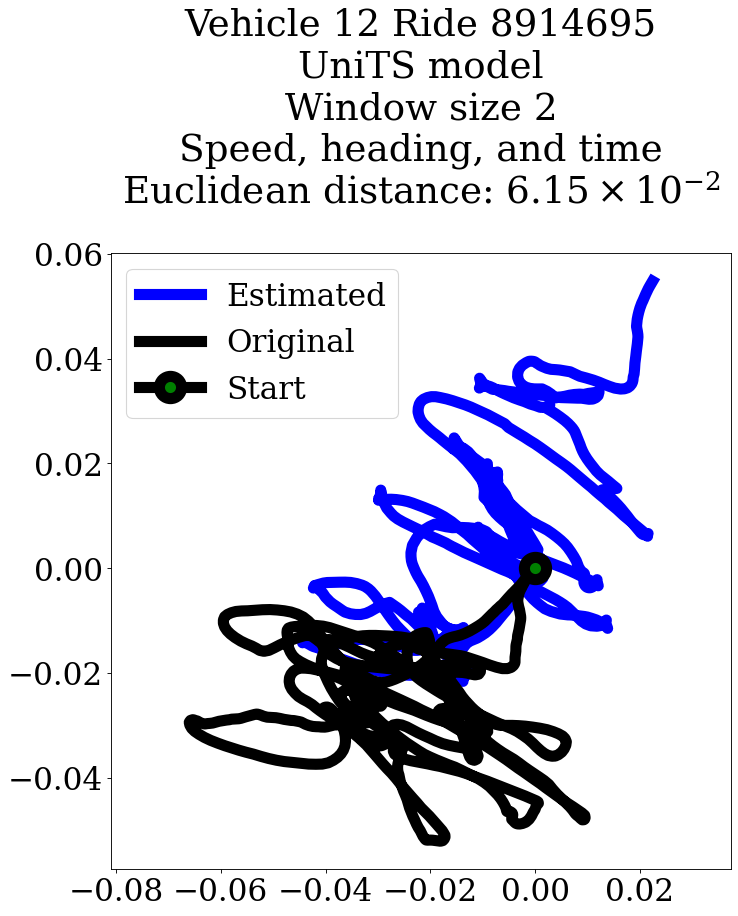 Vehicle 12 Ride 8914695
UniTS model
Window size 2
Speed, heading, and time
Euclidean distance: 6.15 × 10⁻²
0.06
Estimated
Original
Start
0.04
0.02
0.00
−0.02
−0.04
−0.08 −0.06 −0.04 −0.02 0.00 0.02